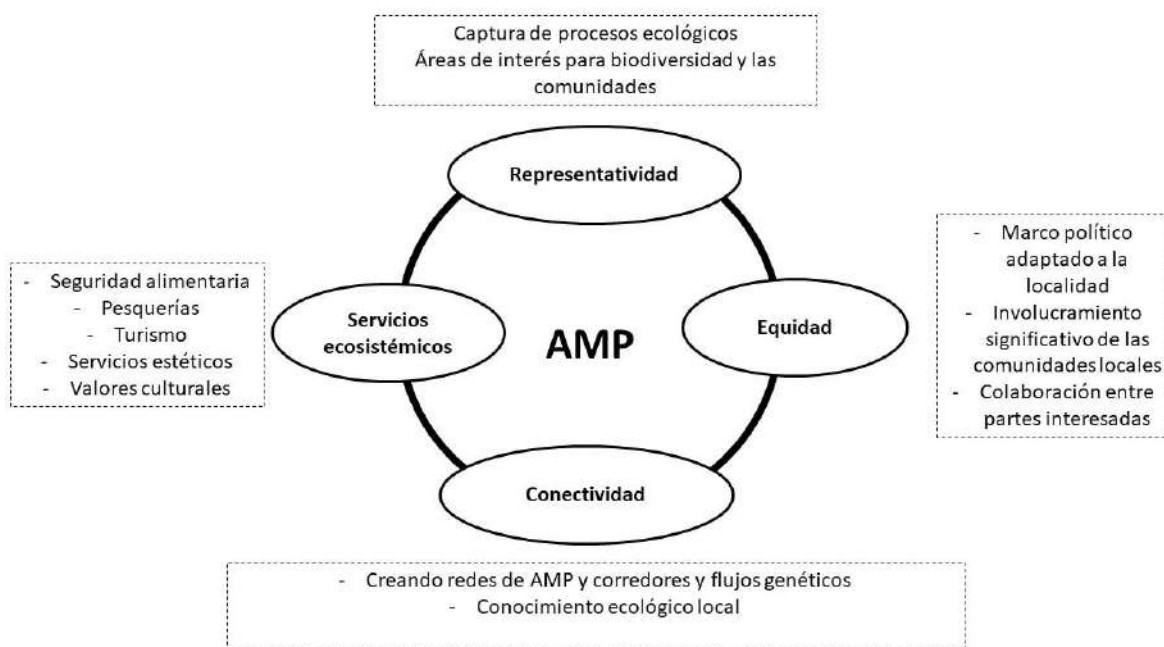 Captura de procesos ecológicos
Áreas de interés para biodiversidad y las
comunidades
Representatividad
- Seguridad alimentaria
- Pesquerías
- Turismo
- Servicios estéticos
- Valores culturales
Servicios
ecosistémicos
AMP
Equidad
- Marco político
adaptado a la
localidad
- Involucramiento
significativo de las
comunidades locales
- Colaboración entre
partes interesadas
Conectividad
- Creando redes de AMP y corredores y flujos genéticos
- Conocimiento ecológico local